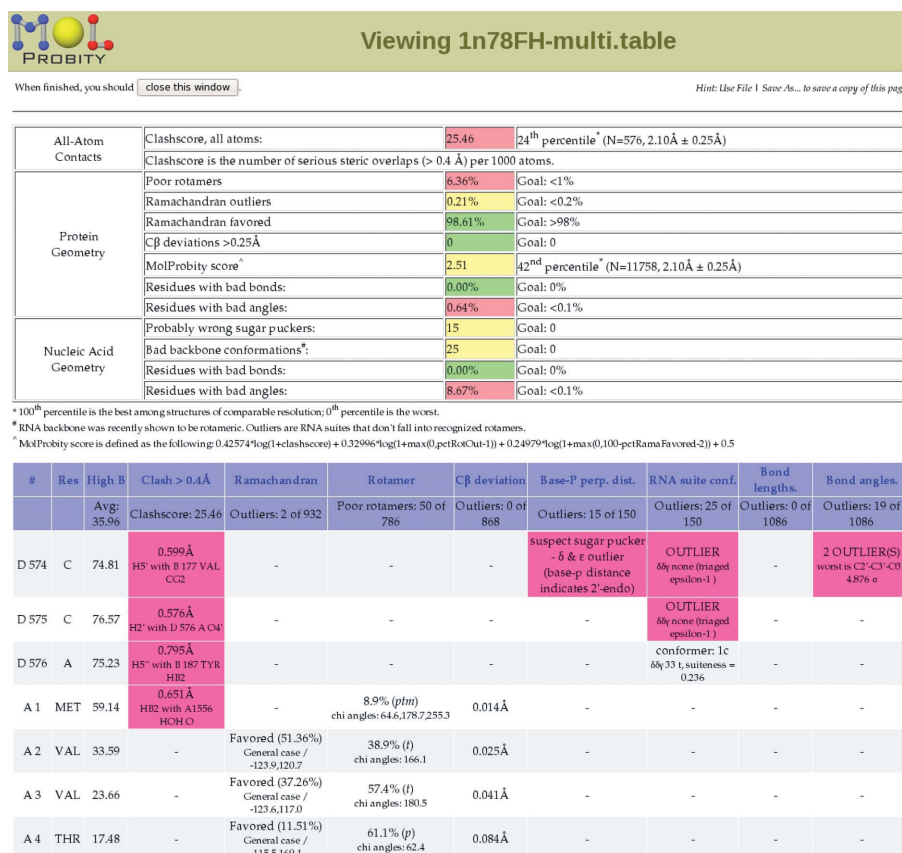 MOL
PROBITY
Viewing 1n78FH-multi.table
When finished, you should close this window .
Hint: Use File | Save As... to save a copy of this pag
All-Atom Contacts
Clashscore, all atoms: 25.46 24th percentile* (N=576, 2.10Å ± 0.25Å)
Clashscore is the number of serious steric overlaps (> 0.4 Å) per 1000 atoms.
Protein Geometry
Poor rotamers 6.36% Goal: <1%
Ramachandran outliers 0.21% Goal: <0.2%
Ramachandran favored 98.61% Goal: >98%
Cβ deviations >0.25Å 0 Goal: 0
MolProbity score^ 2.51 42nd percentile* (N=11758, 2.10Å ± 0.25Å)
Residues with bad bonds: 0.00% Goal: 0%
Residues with bad angles: 0.64% Goal: <0.1%
Nucleic Acid Geometry
Probably wrong sugar puckers: 15 Goal: 0
Bad backbone conformations#: 25 Goal: 0
Residues with bad bonds: 0.00% Goal: 0%
Residues with bad angles: 8.67% Goal: <0.1%
* 100th percentile is the best among structures of comparable resolution; 0th percentile is the worst.
# RNA backbone was recently shown to be rotameric. Outliers are RNA suites that don't fall into recognized rotamers.
^ MolProbity score is defined as the following: 0.42574*log(1+clashscore) + 0.32996*log(1+max(0,pctRotOut-1)) + 0.24979*log(1+max(0,100-pctRamaFavored-2)) + 0.5
# Res High B Clash > 0.4Å Ramachandran Rotamer Cβ deviation Base-P perp. dist. RNA suite conf. Bond lengths. Bond angles.
Avg: 35.96 Clashscore: 25.46 Outliers: 2 of 932 Poor rotamers: 50 of 786 Outliers: 0 of 868 Outliers: 15 of 150 Outliers: 25 of 150 Outliers: 0 of 1086 Outliers: 19 of 1086
D 574 C 74.81 0.599Å H5' with B 177 VAL CG2 - - - suspect sugar pucker - δ & ε outlier (base-p distance indicates 2'-endo) OUTLIER δδγ none (triaged epsilon-1 ) - 2 OUTLIER(S) worst is C2'-C3'-O3 4.876 σ
D 575 C 76.57 0.576Å H2' with D 576 A O4' - - - - OUTLIER δδγ none (triaged epsilon-1 ) - -
D 576 A 75.23 0.795Å H5'' with B 187 TYR HB2 - - - - conformer: 1c δδγ 33 t, suiteness = 0.236 - -
A 1 MET 59.14 0.651Å HB2 with A1556 HOH O - 8.9% (ptm) chi angles: 64.6,178.7,255.3 0.014Å - - - -
A 2 VAL 33.59 - Favored (51.36%) General case / -123.9,120.7 38.9% (t) chi angles: 166.1 0.025Å - - - -
A 3 VAL 23.66 - Favored (37.26%) General case / -123.6,117.0 57.4% (t) chi angles: 180.5 0.041Å - - - -
A 4 THR 17.48 - Favored (11.51%) General case / 61.1% (p) chi angles: 62.4 0.084Å - - - -